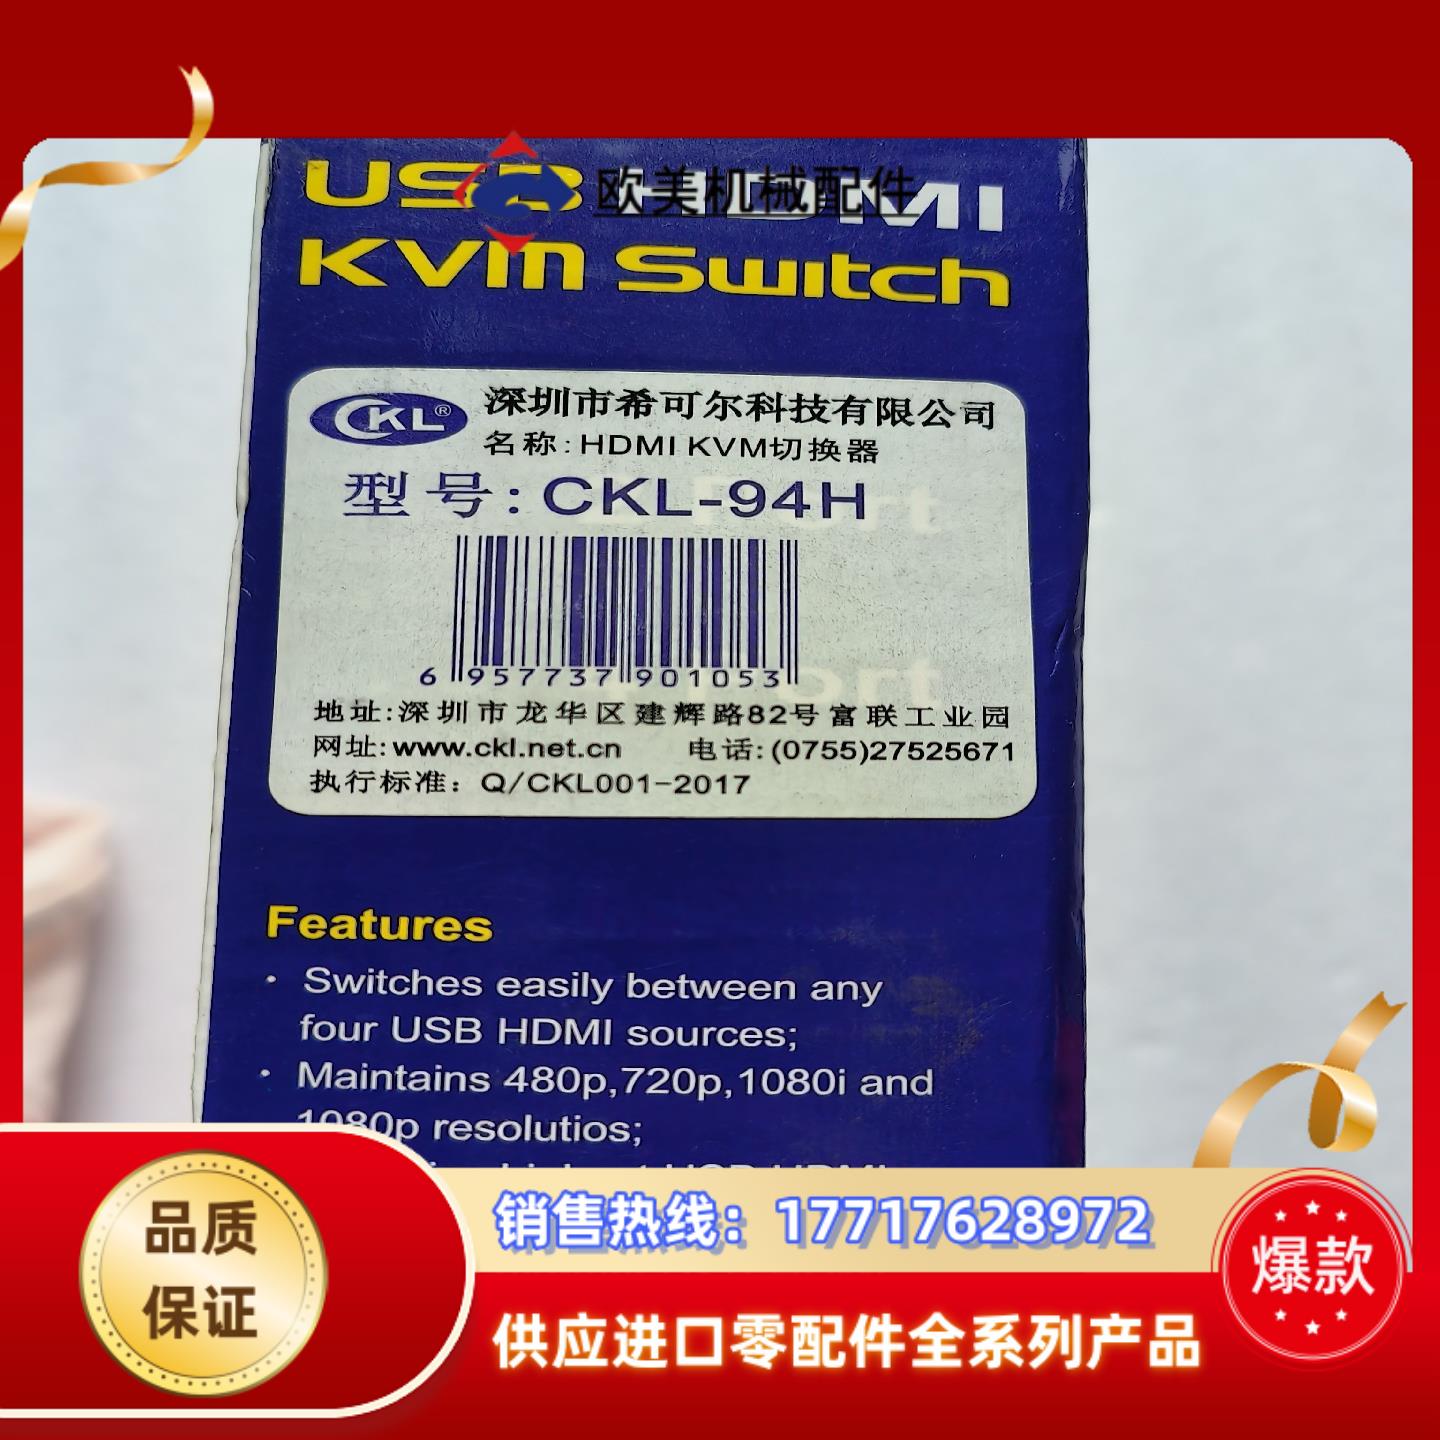 USB HDMI
欧美机械配件
KVM Switch
CKL®
深圳市希可尔科技有限公司
名称:HDMI KVM切换器
型号:CKL-94H
Port
6 957737 901053
Port
地址:深圳市龙华区建辉路82号富联工业园
网址:www.ckl.net.cn 电话:(0755)27525671
执行标准：Q/CKL001-2017
Features
· Switches easily between any
four USB HDMI sources;
· Maintains 480p,720p,1080i and
1080p resolutios;
品质
保证
销售热线：17717628972
爆款
供应进口零配件全系列产品